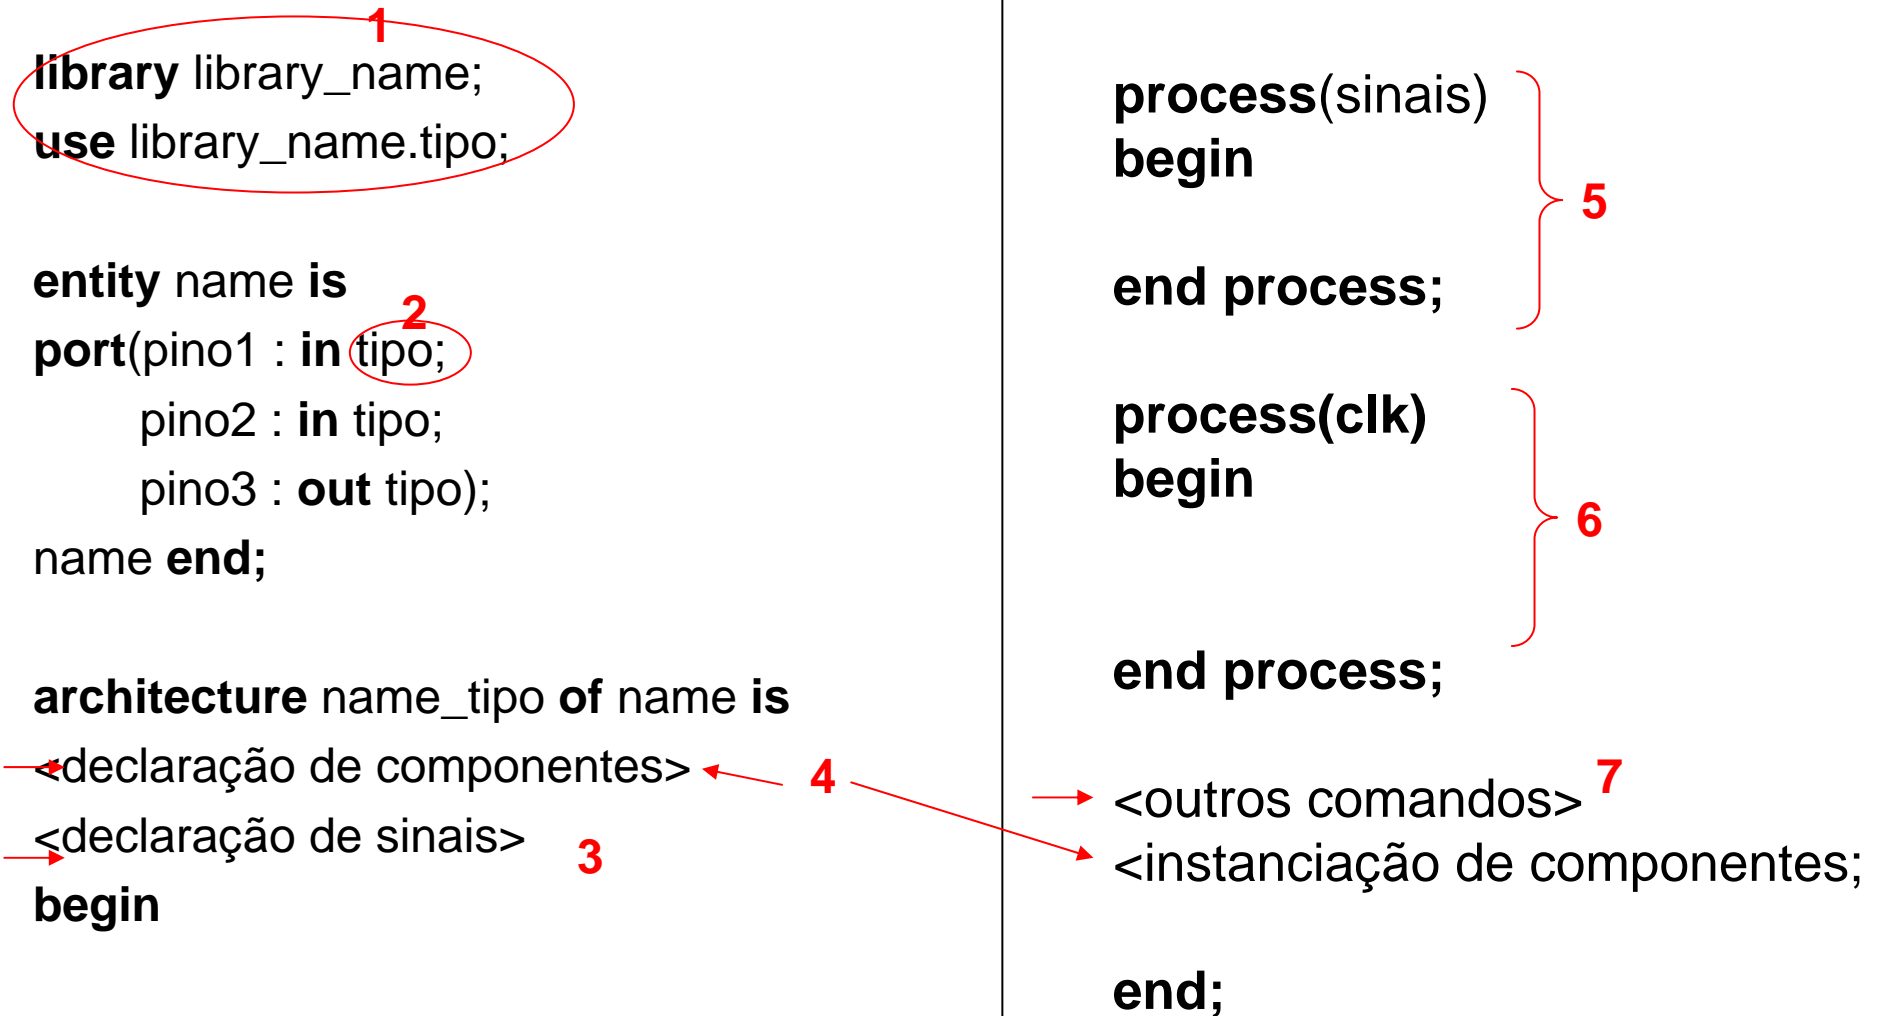 1
library library_name;
use library_name.tipo;
entity name is
2
port(pino1 : in tipo;
pino2 : in tipo;
pino3 : out tipo);
name end;
architecture name_tipo of name is
<declaração de componentes> 4
<declaração de sinais> 3
begin
process(sinais)
begin
5
end process;
process(clk)
begin
6
end process;
<outros comandos> 7
<instanciação de componentes;
end;